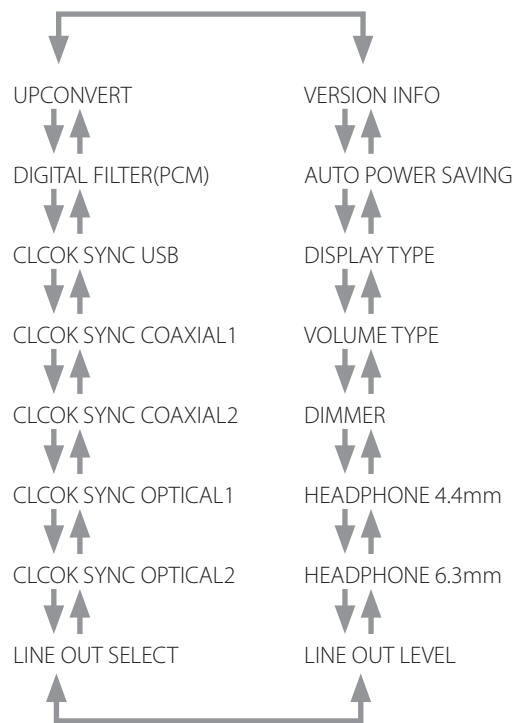 UPCONVERT
DIGITAL FILTER(PCM)
CLCOK SYNC USB
CLCOK SYNC COAXIAL1
CLCOK SYNC COAXIAL2
CLCOK SYNC OPTICAL1
CLCOK SYNC OPTICAL2
LINE OUT SELECT
VERSION INFO
AUTO POWER SAVING
DISPLAY TYPE
VOLUME TYPE
DIMMER
HEADPHONE 4.4mm
HEADPHONE 6.3mm
LINE OUT LEVEL